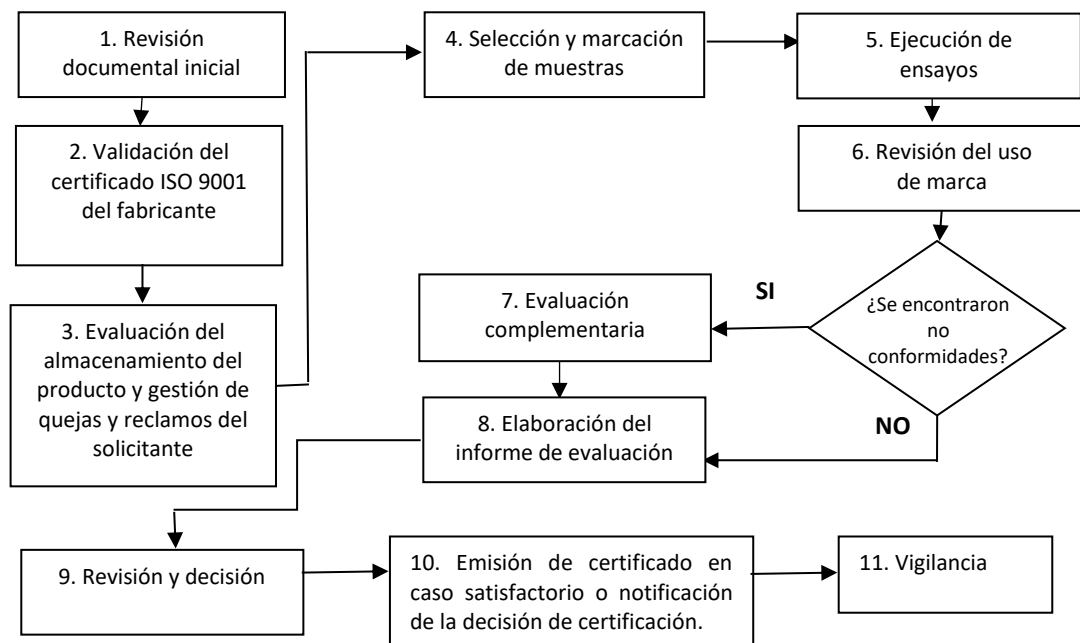 1. Revisión
documental inicial
2. Validación del
certificado ISO 9001
del fabricante
3. Evaluación del
almacenamiento del
producto y gestión de
quejas y reclamos del
solicitante
4. Selección y marcación
de muestras
5. Ejecución de
ensayos
6. Revisión del uso
de marca
¿Se encontraron
no
conformidades?
SI
7. Evaluación
complementaria
NO
8. Elaboración del
informe de evaluación
9. Revisión y decisión
10. Emisión de certificado en
caso satisfactorio o notificación
de la decisión de certificación.
11. Vigilancia